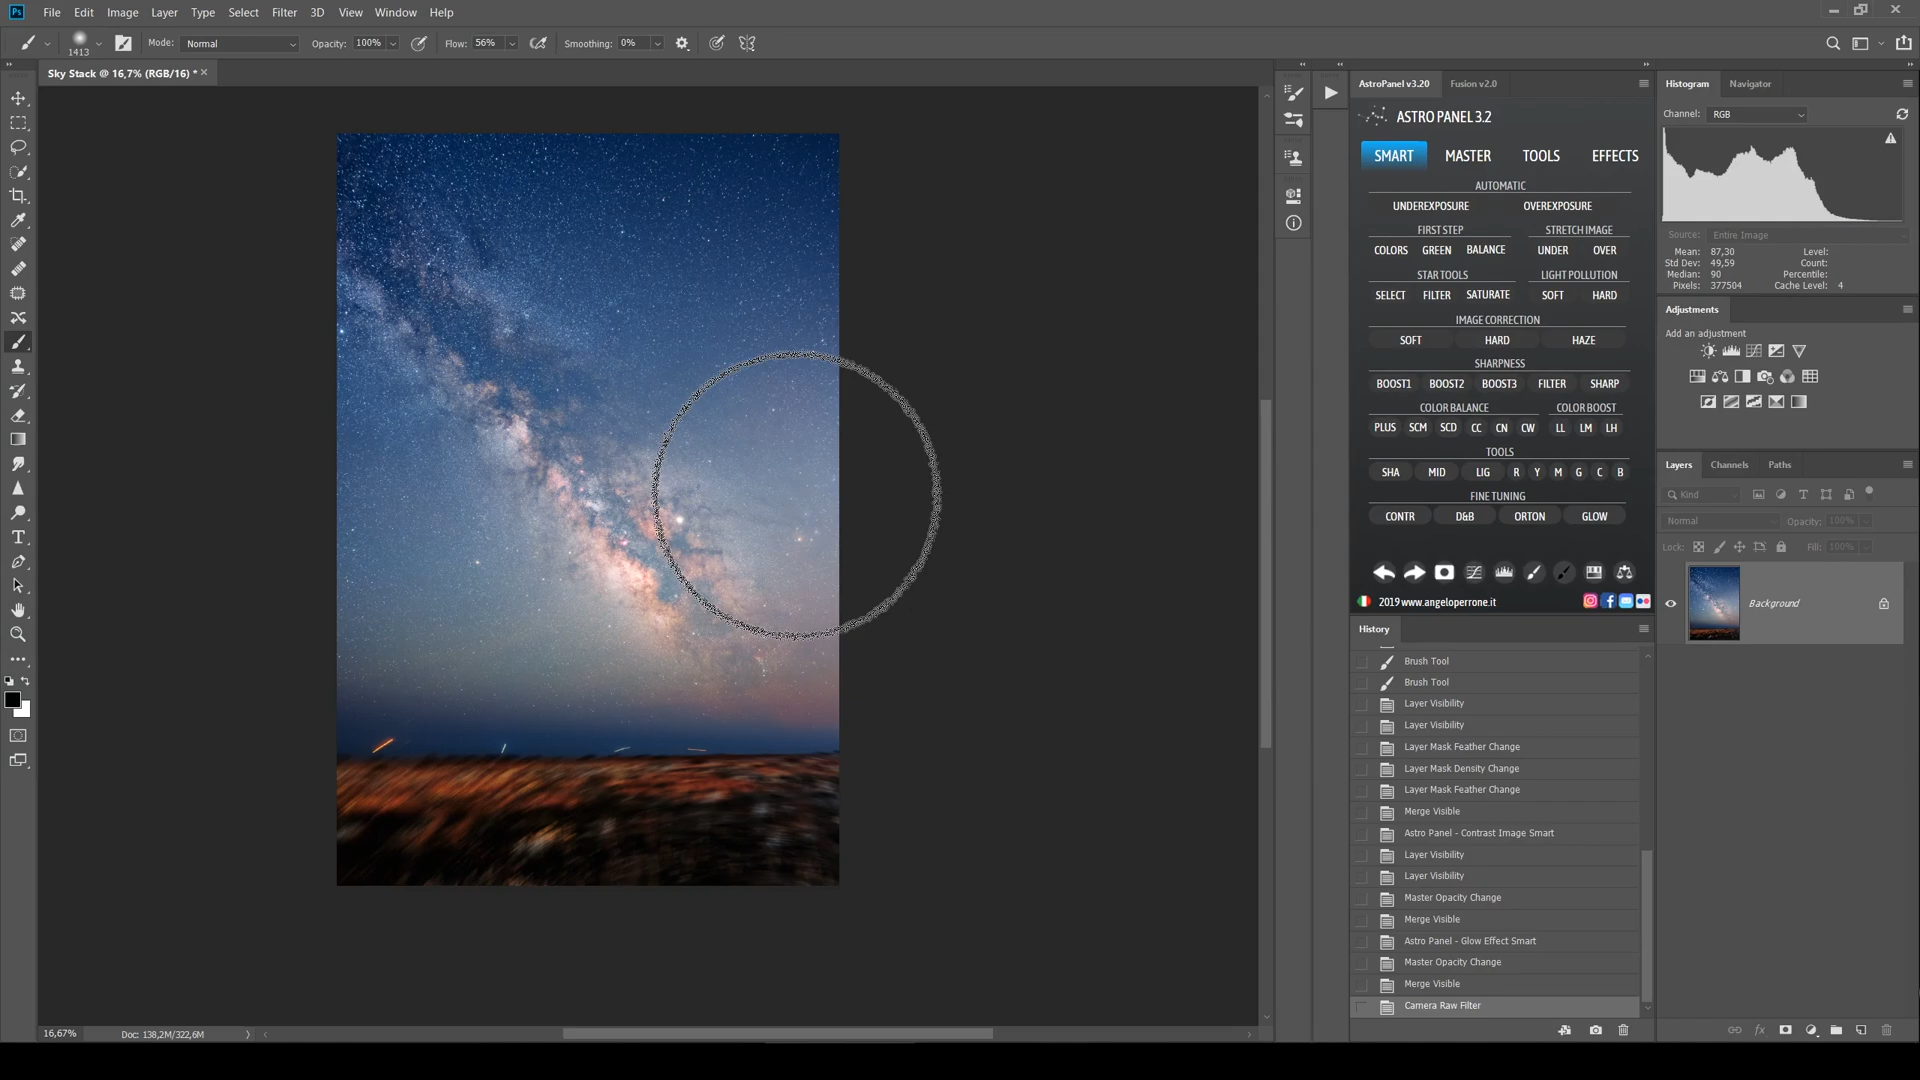 Ps File Edit Image Layer Type Select Filter 3D View Window Help
1413 Mode: Normal Opacity: 100% Flow: 56% Smoothing: 0%
Sky Stack @ 16,7% (RGB/16) * ×
AstroPanel v3.20 Fusion v2.0
ASTRO PANEL 3.2
SMART MASTER TOOLS EFFECTS
AUTOMATIC
UNDEREXPOSURE OVEREXPOSURE
FIRST STEP STRETCH IMAGE
COLORS GREEN BALANCE UNDER OVER
STAR TOOLS LIGHT POLLUTION
SELECT FILTER SATURATE SOFT HARD
IMAGE CORRECTION
SOFT HARD HAZE
SHARPNESS
BOOST1 BOOST2 BOOST3 FILTER SHARP
COLOR BALANCE COLOR BOOST
PLUS SCM SCD CC CN CW LL LM LH
TOOLS
SHA MID LIG R Y M G C B
FINE TUNING
CONTR D&B ORTON GLOW
2019 www.angeloperrone.it
History
Brush Tool
Brush Tool
Layer Visibility
Layer Visibility
Layer Mask Feather Change
Layer Mask Density Change
Layer Mask Feather Change
Merge Visible
Astro Panel - Contrast Image Smart
Layer Visibility
Layer Visibility
Master Opacity Change
Merge Visible
Astro Panel - Glow Effect Smart
Master Opacity Change
Merge Visible
Camera Raw Filter
Histogram Navigator
Channel: RGB
Source: Entire Image
Mean: 87,30 Level:
Std Dev: 49,59 Count:
Median: 90 Percentile:
Pixels: 377504 Cache Level: 4
Adjustments
Add an adjustment
Layers Channels Paths
Kind
Normal Opacity: 100%
Lock: Fill: 100%
Background
fx
16,67% Doc: 138,2M/322,6M